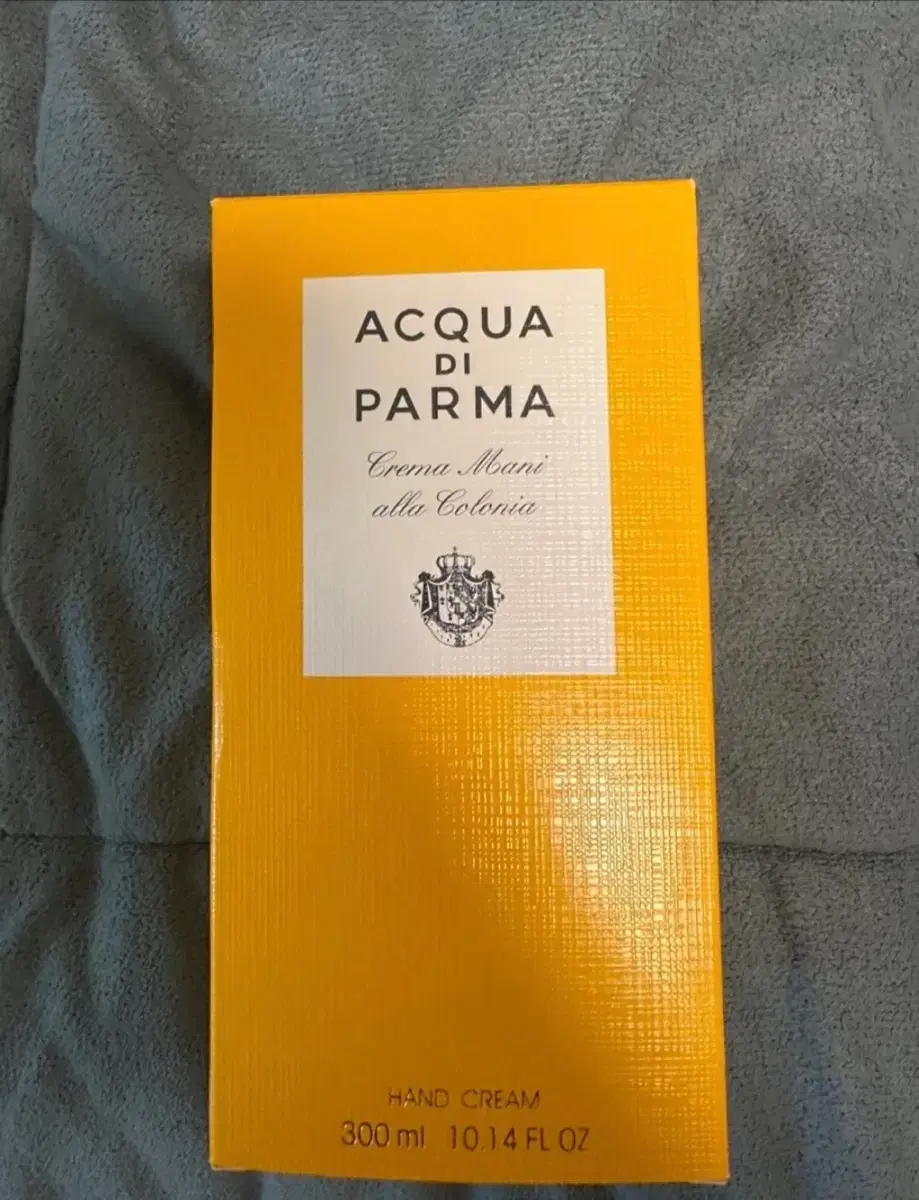 ACQUA
DI
PARMA
Crema Mani
alla Colonia
HAND CREAM
300 ml 10.14 FL OZ